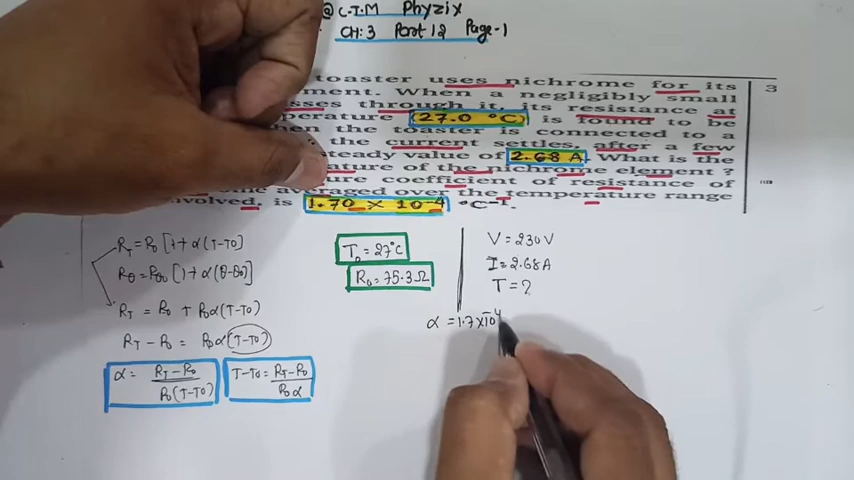 @ C.T.M Phyzix
CH: 3 Part 12 Page-1
toaster uses nichrome for its
ment. When a negligibly small
sses through it, its resistance at
perature (27.0 °C) is found to be
hen the toaster is connected to a
the current settles, after a few
steady value of 2.68 A. What is the
ature of the nichrome element ?
ure coefficient of resistance of
me averaged over the temperature range
volved, is 1.70 × 10-4 °C-1.
3
RT = R0 [1+α(T-T0)
Rθ = Rθ0 [1+α(θ-θ0)]
RT = R0 + R0α(T-T0)
RT - R0 = R0α(T-T0)
α = RT-R0 / R0(T-T0)
T-T0 = RT-R0 / R0α
T0 = 27°C
R0 = 75.3 Ω
V = 230 V
I = 2.68 A
T = ?
α = 1.7×10-4